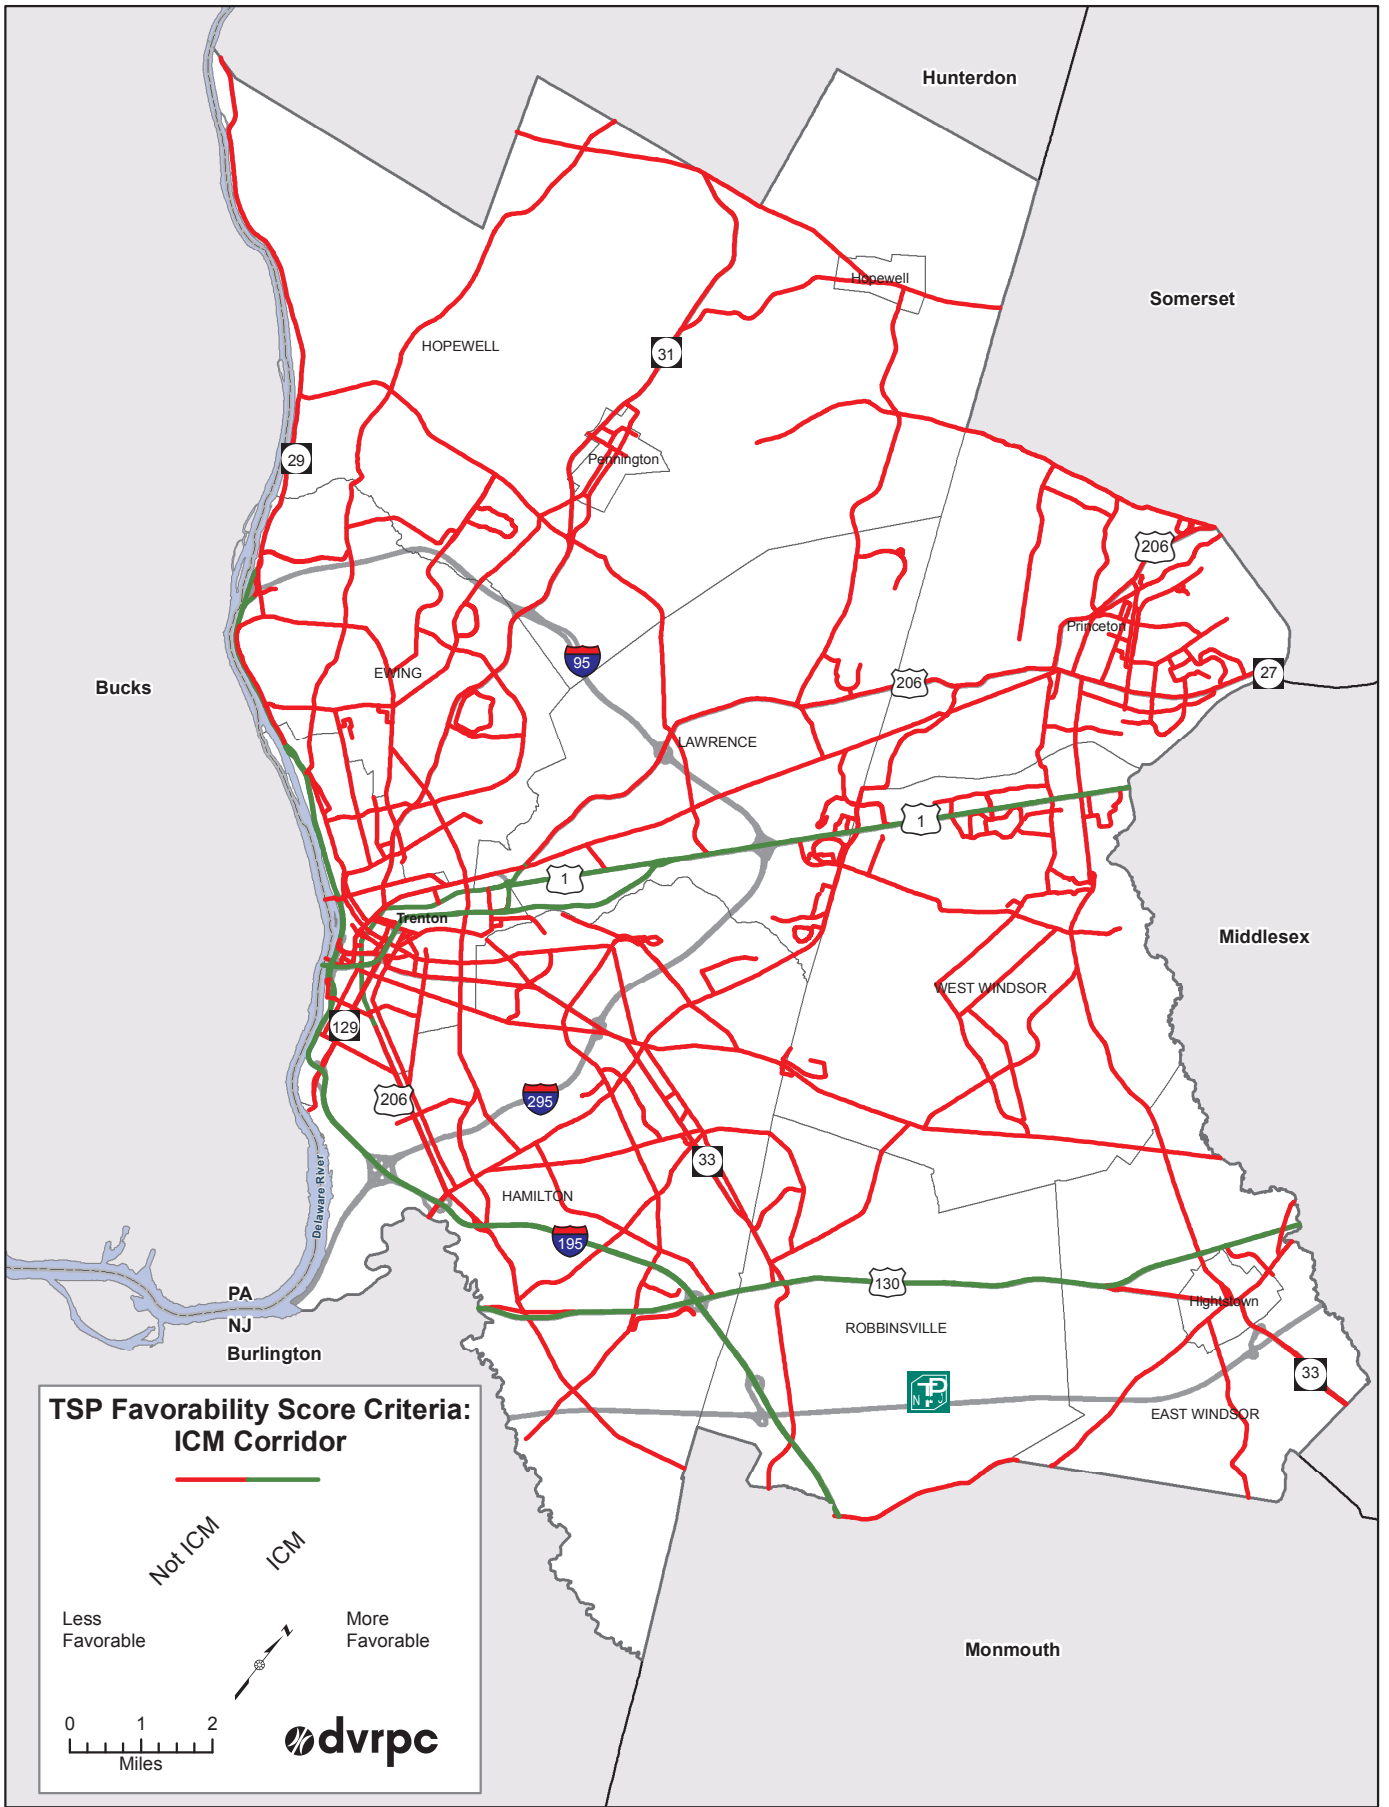 Hunterdon
Hopewell
Somerset
HOPEWELL
31
29
Pennington
206
Princeton
95
EWING
27
206
Bucks
LAWRENCE
1
1
Trenton
Middlesex
WEST WINDSOR
129
206
295
33
Delaware River
HAMILTON
195
130
PA
NJ
Burlington
Hightstown
ROBBINSVILLE
33
NJTP
EAST WINDSOR
TSP Favorability Score Criteria:
ICM Corridor
Not ICM
ICM
Less
Favorable
More
Favorable
N
0 1 2
Miles
dvrpc
Monmouth